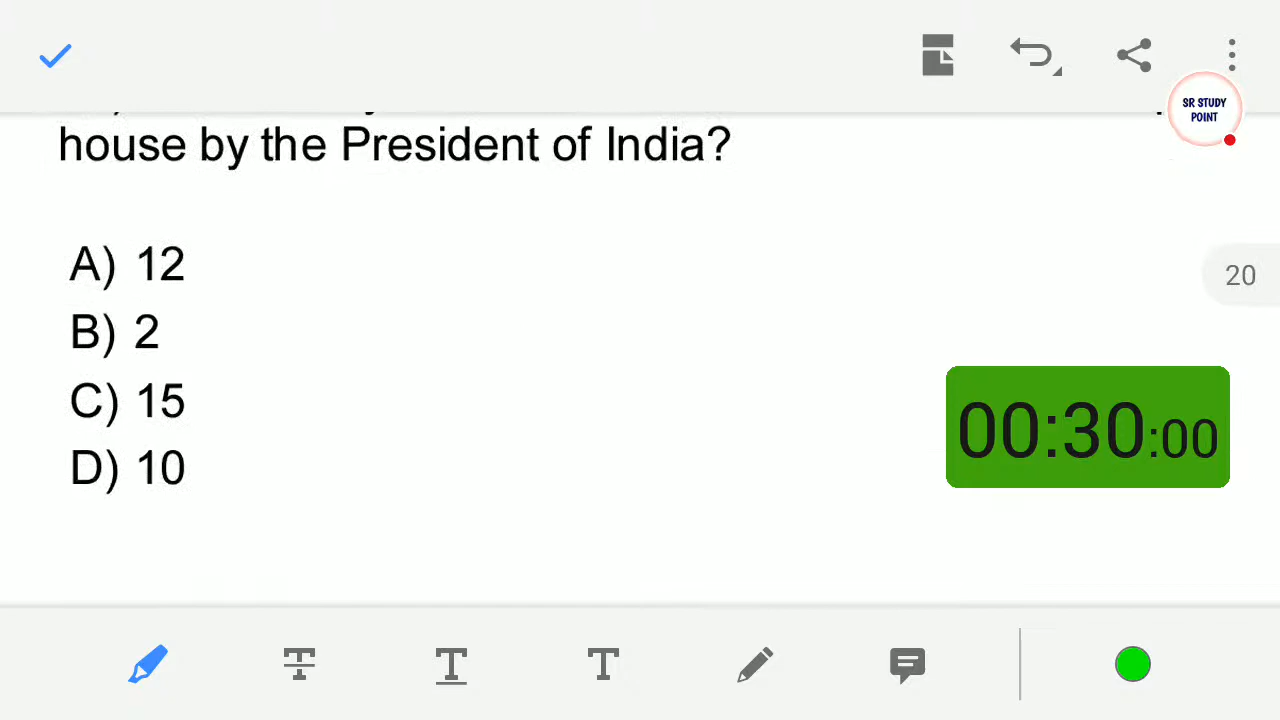 SR STUDY
POINT
house by the President of India?
A) 12
20
B) 2
C) 15
00:30:00
D) 10